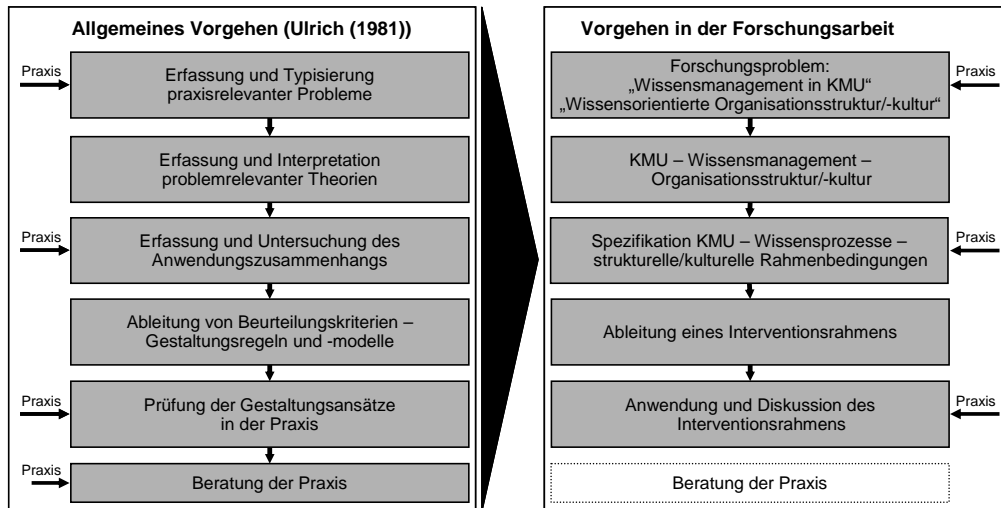 Allgemeines Vorgehen (Ulrich (1981))
Praxis
Erfassung und Typisierung
praxisrelevanter Probleme
Erfassung und Interpretation
problemrelevanter Theorien
Praxis
Erfassung und Untersuchung des
Anwendungszusammenhangs
Ableitung von Beurteilungskriterien –
Gestaltungsregeln und -modelle
Praxis
Prüfung der Gestaltungsansätze
in der Praxis
Praxis
Beratung der Praxis
Vorgehen in der Forschungsarbeit
Forschungsproblem:
„Wissensmanagement in KMU“
„Wissensorientierte Organisationsstruktur/-kultur“
Praxis
KMU – Wissensmanagement –
Organisationsstruktur/-kultur
Spezifikation KMU – Wissensprozesse –
strukturelle/kulturelle Rahmenbedingungen
Praxis
Ableitung eines Interventionsrahmens
Anwendung und Diskussion des
Interventionsrahmens
Praxis
Beratung der Praxis